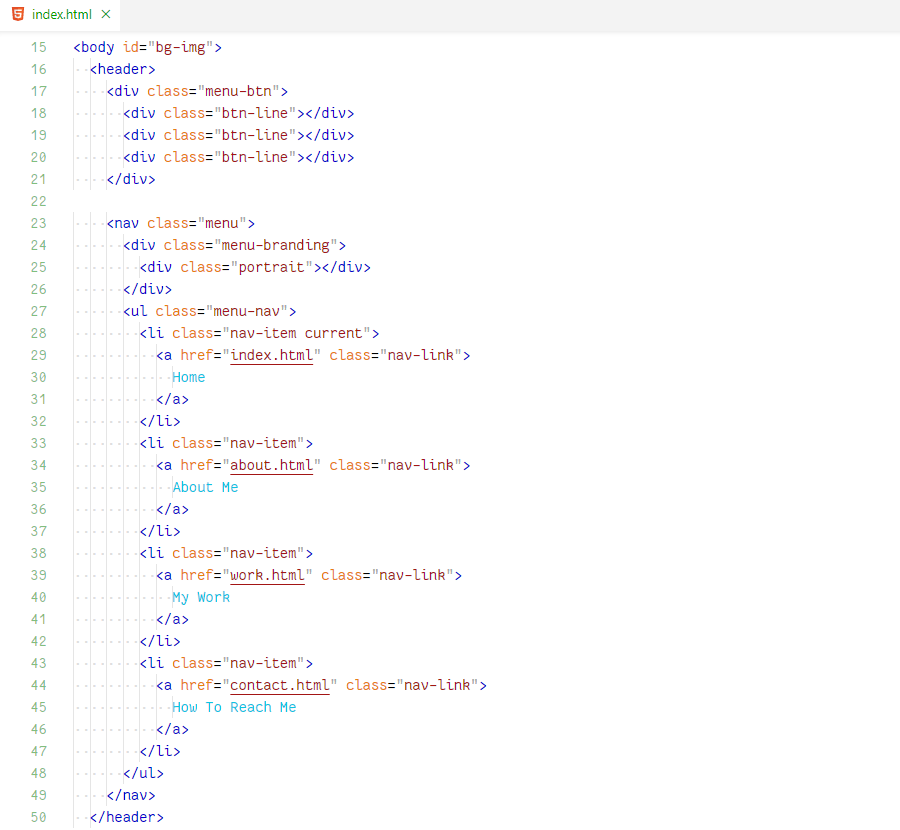 index.html ×
15 <body id="bg-img">
16 <header>
17 <div class="menu-btn">
18 <div class="btn-line"></div>
19 <div class="btn-line"></div>
20 <div class="btn-line"></div>
21 </div>
22
23 <nav class="menu">
24 <div class="menu-branding">
25 <div class="portrait"></div>
26 </div>
27 <ul class="menu-nav">
28 <li class="nav-item current">
29 <a href="index.html" class="nav-link">
30 Home
31 </a>
32 </li>
33 <li class="nav-item">
34 <a href="about.html" class="nav-link">
35 About Me
36 </a>
37 </li>
38 <li class="nav-item">
39 <a href="work.html" class="nav-link">
40 My Work
41 </a>
42 </li>
43 <li class="nav-item">
44 <a href="contact.html" class="nav-link">
45 How To Reach Me
46 </a>
47 </li>
48 </ul>
49 </nav>
50 </header>